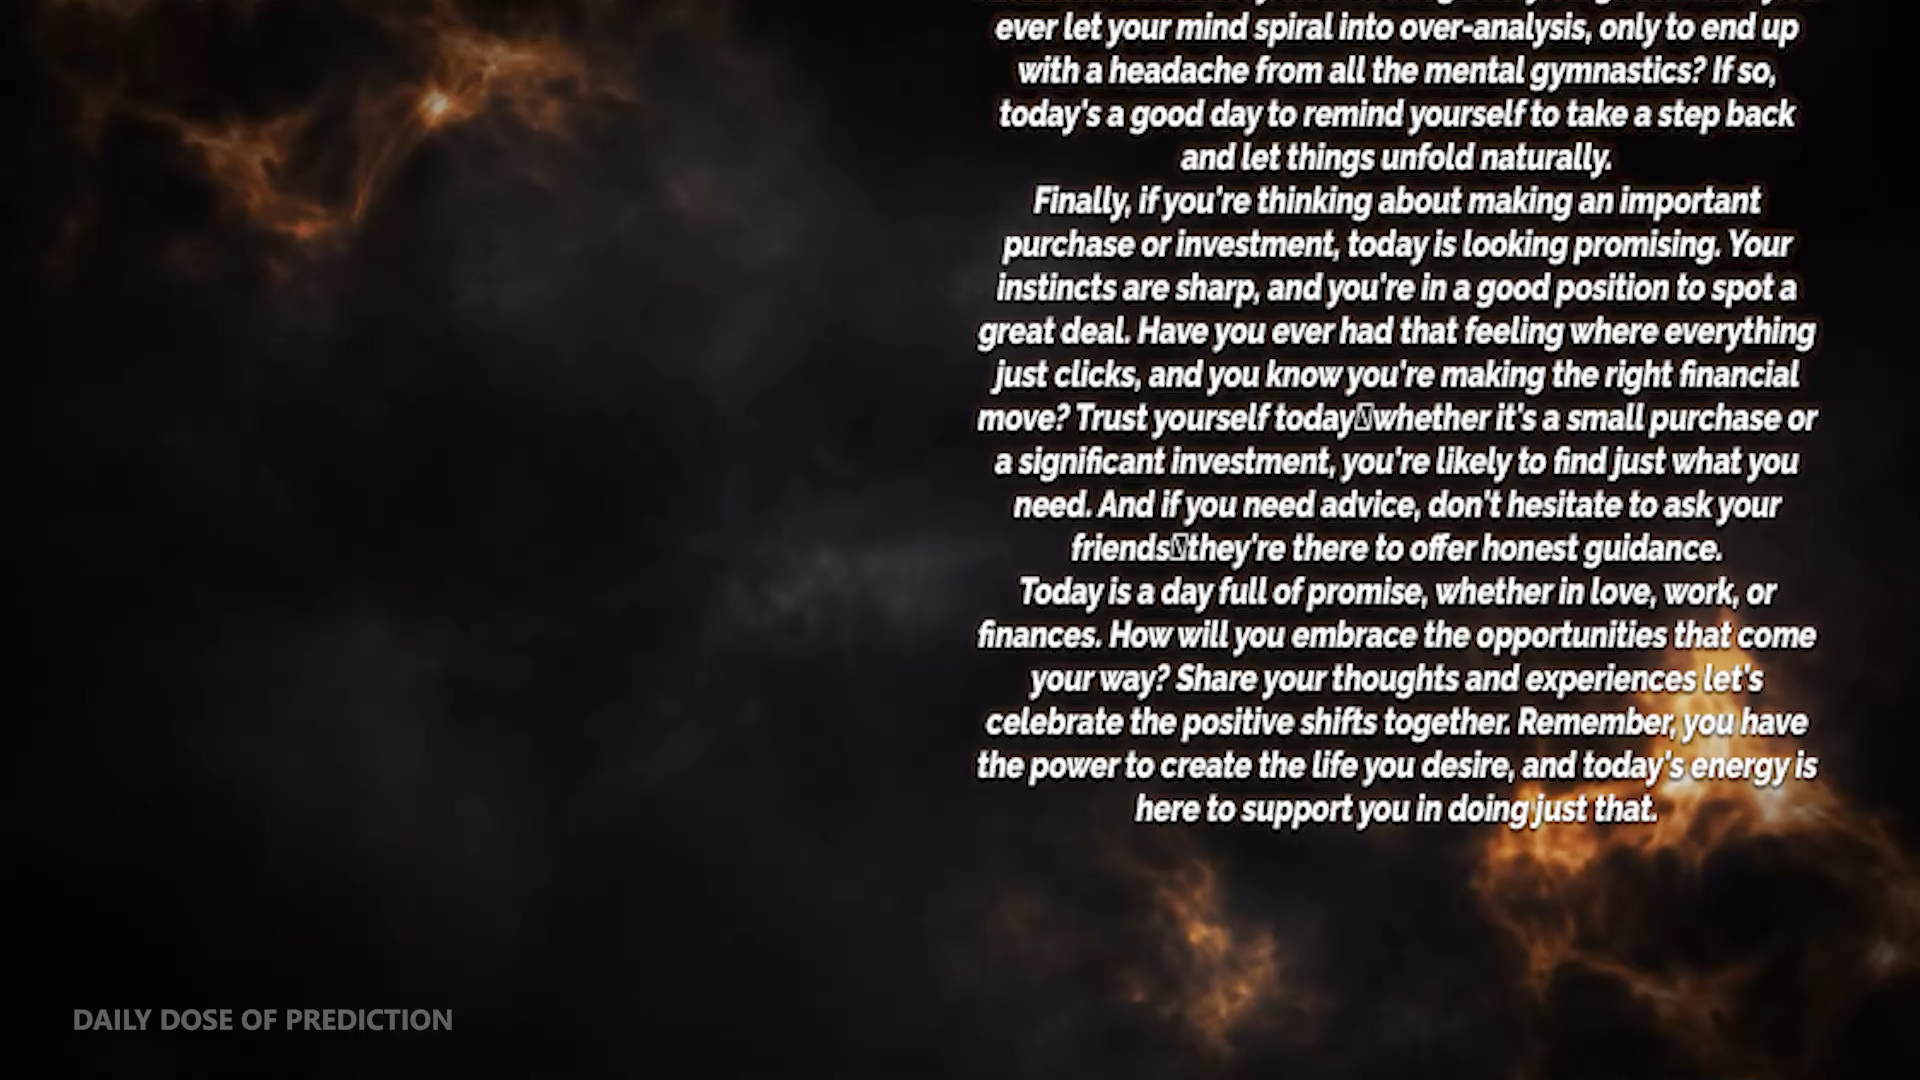 ever let your mind spiral into over-analysis, only to end up
with a headache from all the mental gymnastics? If so,
today's a good day to remind yourself to take a step back
and let things unfold naturally.
Finally, if you're thinking about making an important
purchase or investment, today is looking promising. Your
instincts are sharp, and you're in a good position to spot a
great deal. Have you ever had that feeling where everything
just clicks, and you know you're making the right financial
move? Trust yourself today▯whether it's a small purchase or
a significant investment, you're likely to find just what you
need. And if you need advice, don't hesitate to ask your
friends▯they're there to offer honest guidance.
Today is a day full of promise, whether in love, work, or
finances. How will you embrace the opportunities that come
your way? Share your thoughts and experiences let's
celebrate the positive shifts together. Remember, you have
the power to create the life you desire, and today's energy is
here to support you in doing just that.
DAILY DOSE OF PREDICTION